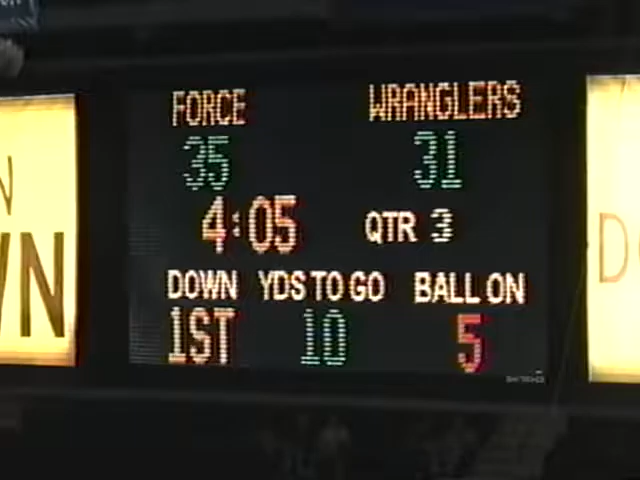 FORCE WRANGLERS
35 31
4:05 QTR 3
DOWN YDS TO GO BALL ON
1ST 10 5